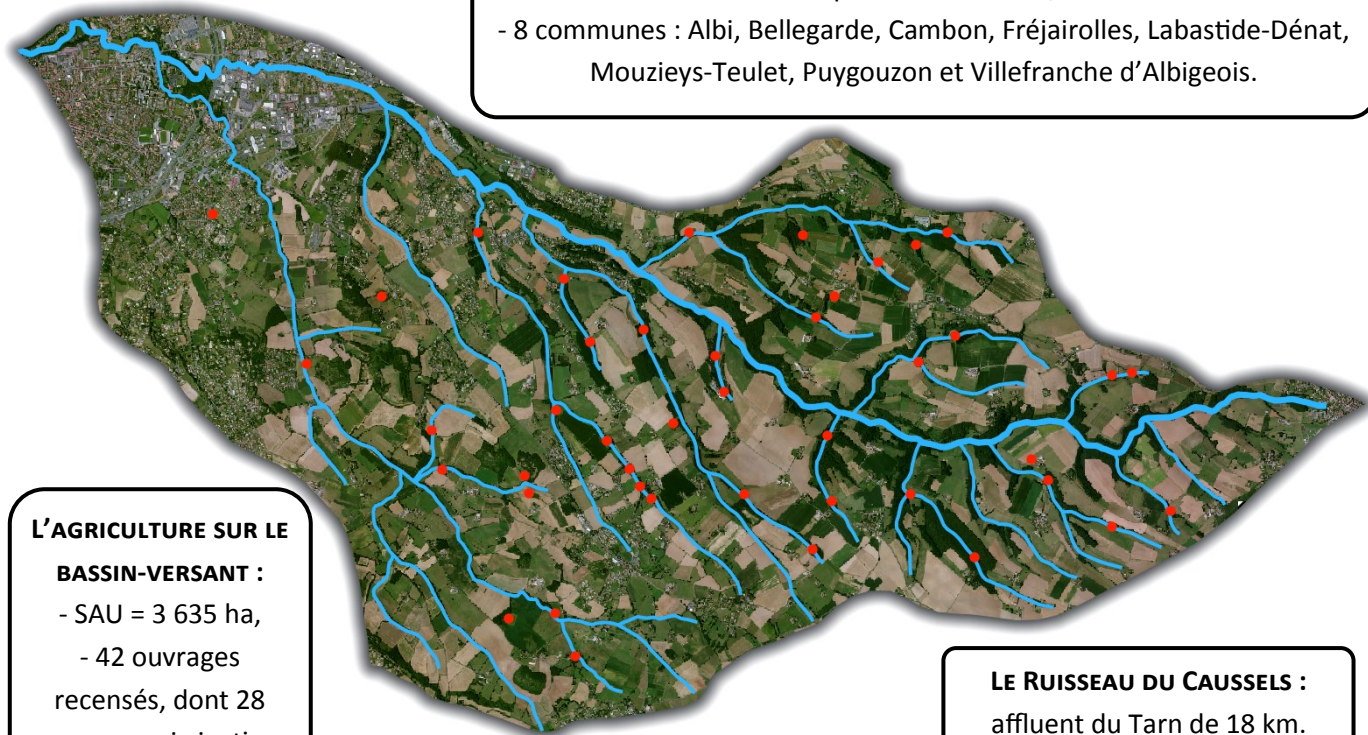 - 8 communes : Albi, Bellegarde, Cambon, Fréjairolles, Labastide-Dénat,
Mouzieys-Teulet, Puygouzon et Villefranche d’Albigeois.
L’AGRICULTURE SUR LE
BASSIN-VERSANT :
- SAU = 3 635 ha,
- 42 ouvrages
recensés, dont 28
LE RUISSEAU DU CAUSSELS :
affluent du Tarn de 18 km.